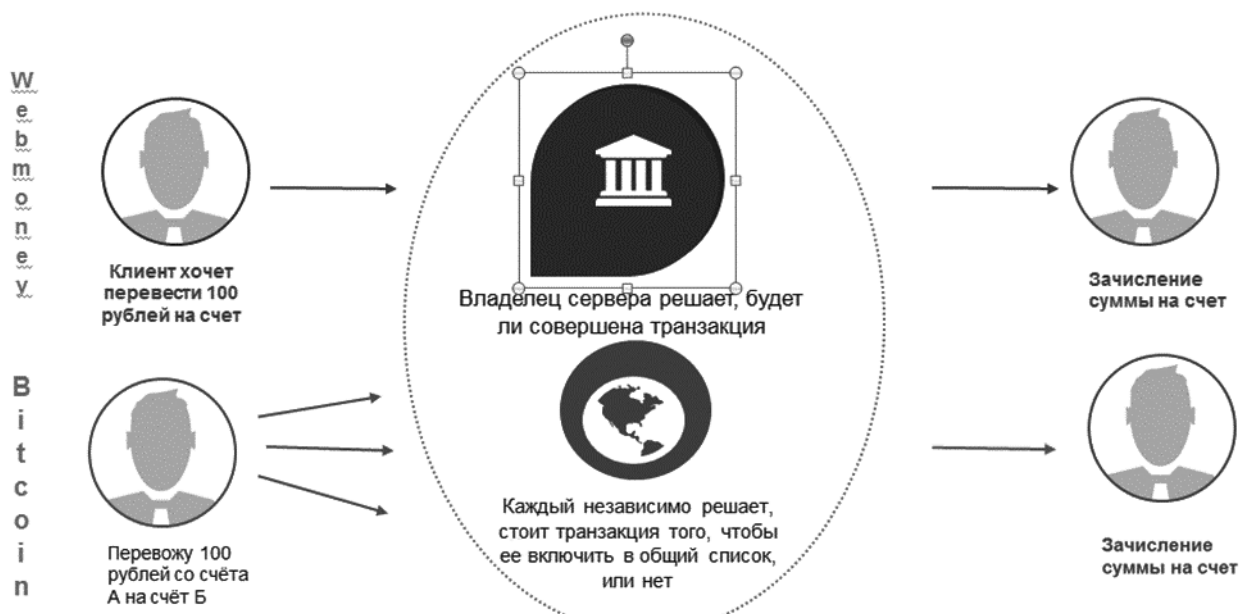 Webmoney
Клиент хочет
перевести 100
рублей на счет
Владелец сервера решает, будет
ли совершена транзакция
Зачисление
суммы на счет
Bitcoin
Перевожу 100
рублей со счёта
А на счёт Б
Каждый независимо решает,
стоит транзакция того, чтобы
ее включить в общий список,
или нет
Зачисление
суммы на счет